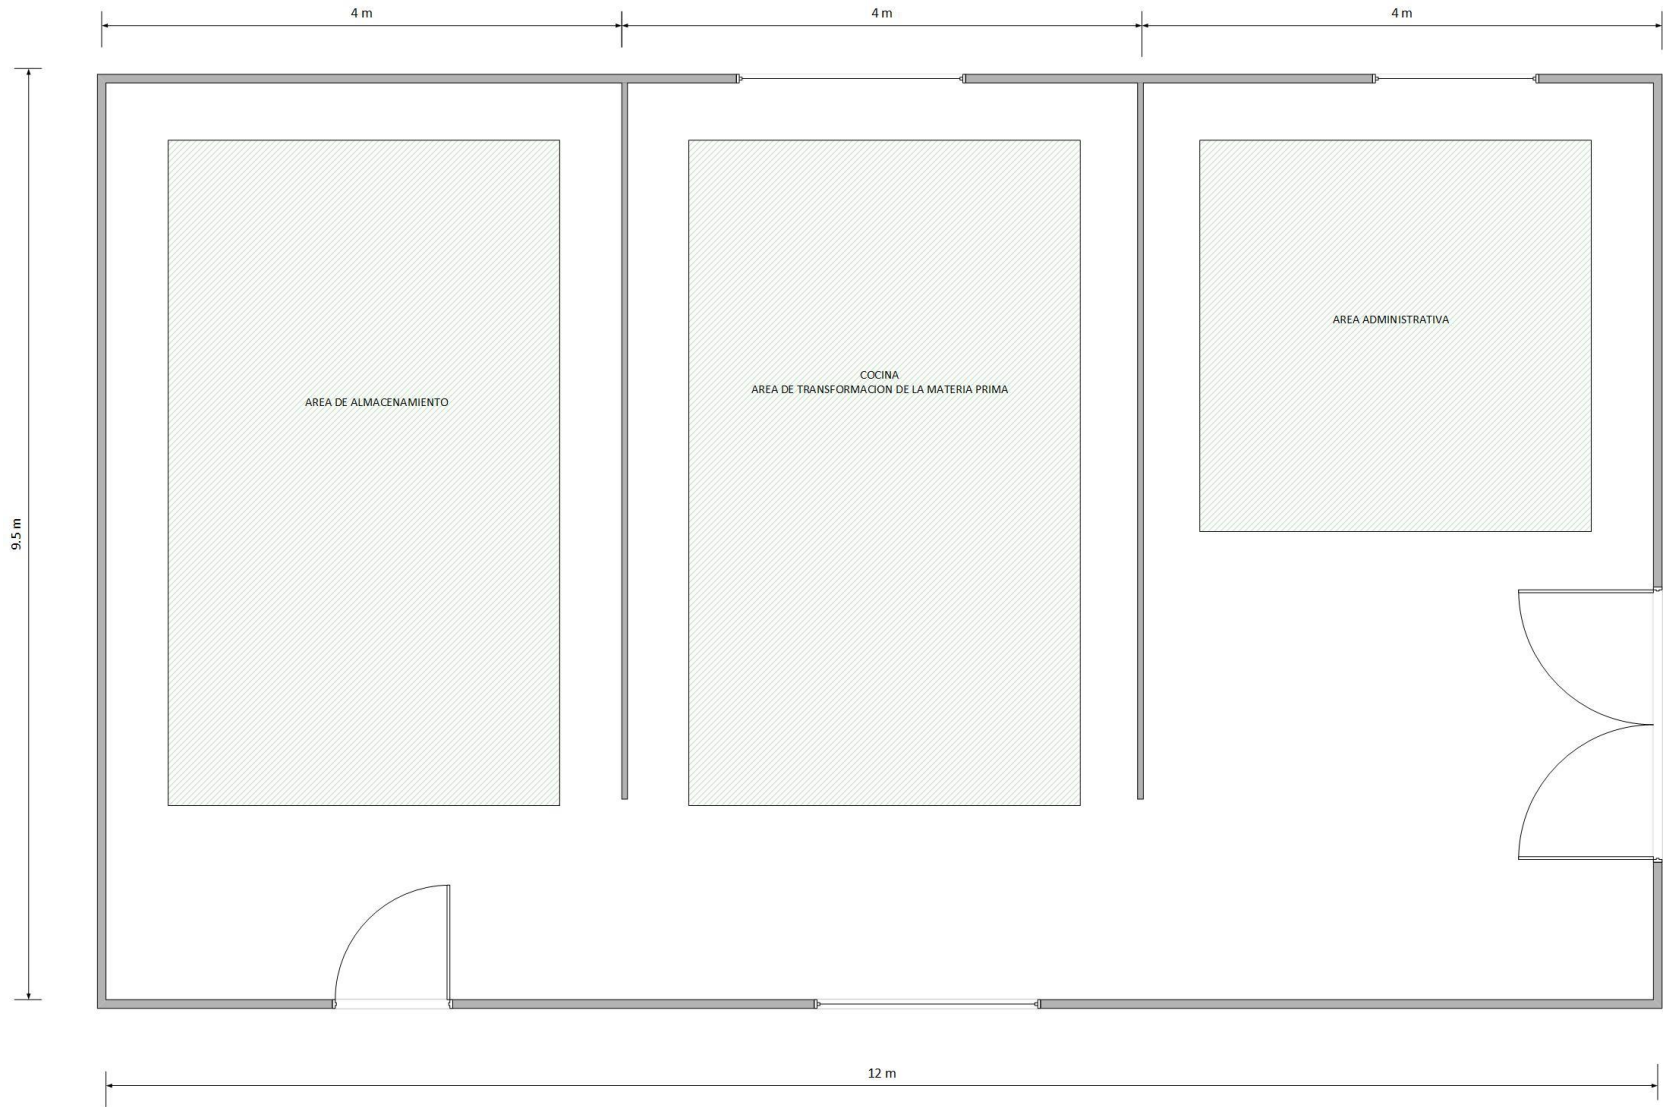 4 m
4 m
4 m
9.5 m
AREA DE ALMACENAMIENTO
COCINA
AREA DE TRANSFORMACION DE LA MATERIA PRIMA
AREA ADMINISTRATIVA
12 m